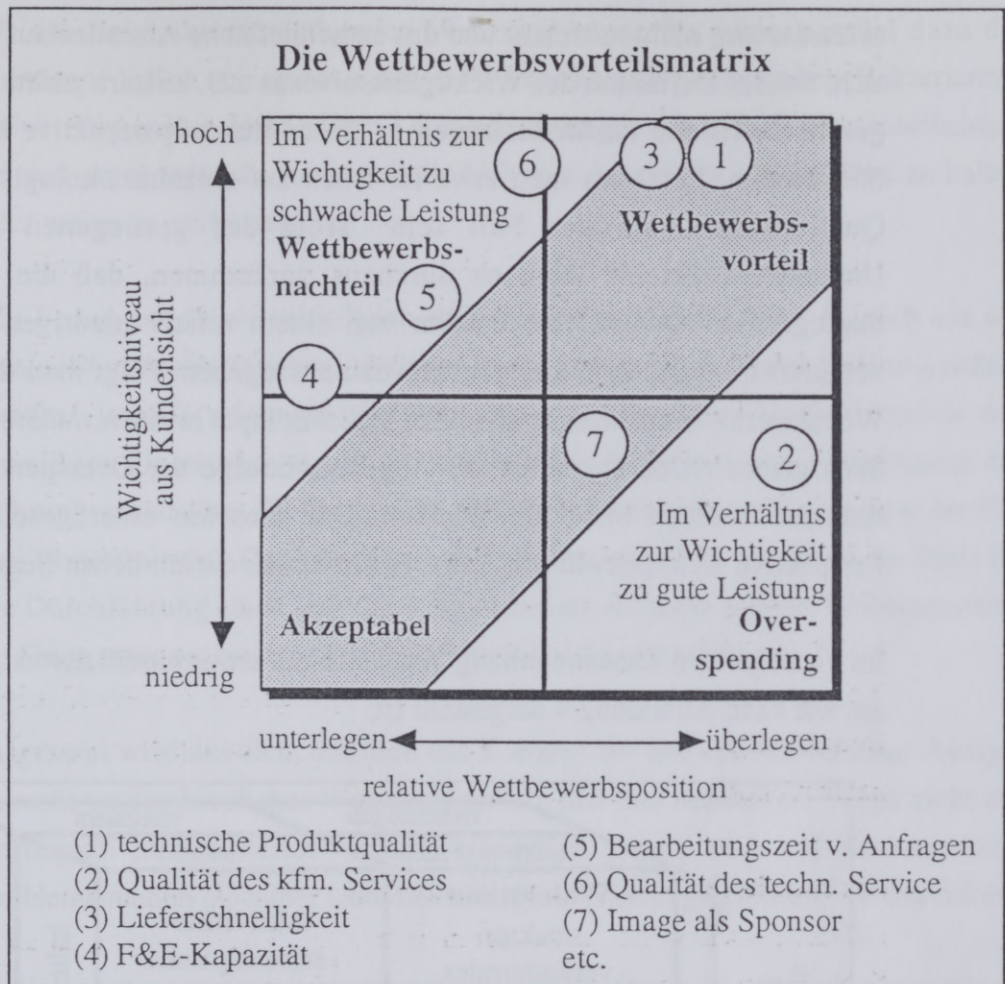 Die Wettbewerbsvorteilsmatrix
hoch
Wichtigkeitsniveau
aus Kundensicht
niedrig
Im Verhältnis zur
Wichtigkeit zu
schwache Leistung
Wettbewerbs-
nachteil
6
3
1
Wettbewerbs-
vorteil
5
4
7
2
Im Verhältnis
zur Wichtigkeit
zu gute Leistung
Over-
spending
Akzeptabel
unterlegen
überlegen
relative Wettbewerbsposition
(1) technische Produktqualität
(2) Qualität des kfm. Services
(3) Lieferschnelligkeit
(4) F&E-Kapazität
(5) Bearbeitungszeit v. Anfragen
(6) Qualität des techn. Service
(7) Image als Sponsor
etc.